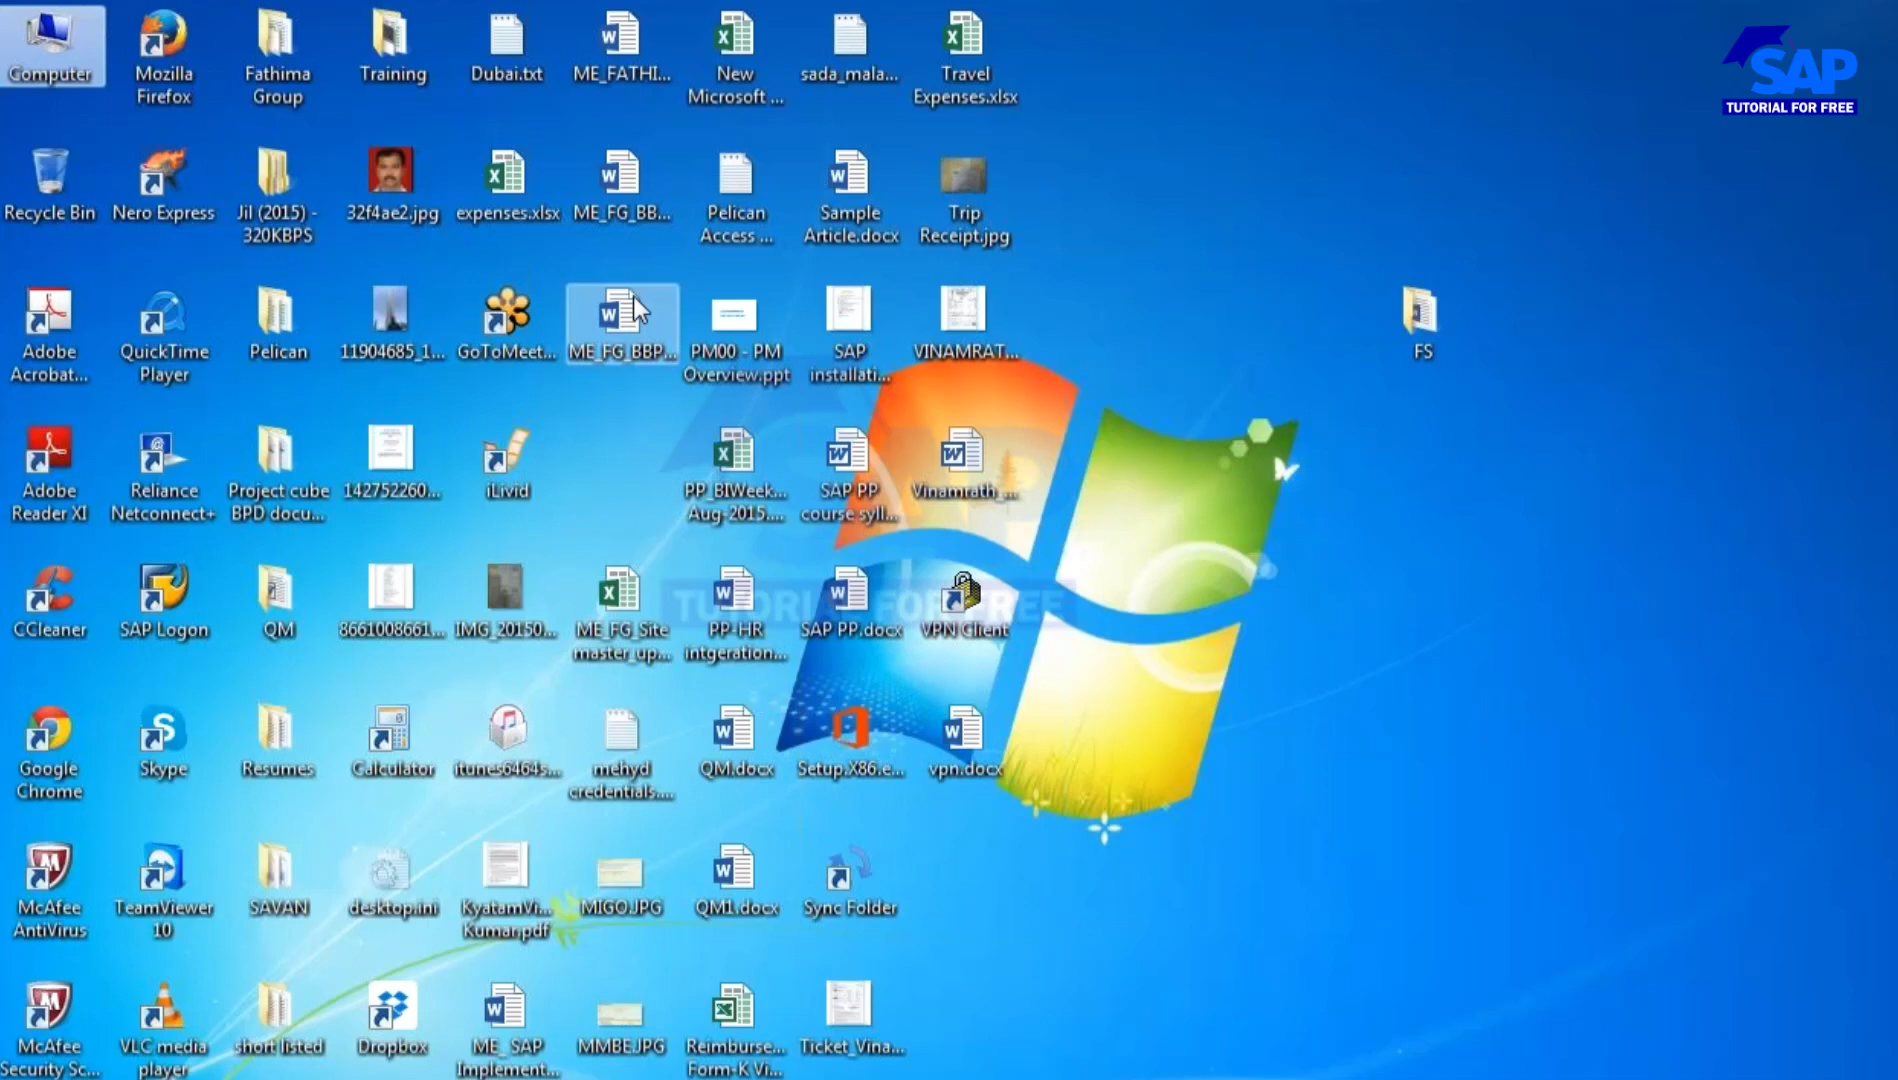 Computer
Mozilla
Firefox
Fathima
Group
Training
Dubai.txt
ME_FATHI...
New
Microsoft ...
sada_mala...
Travel
Expenses.xlsx
SAP
TUTORIAL FOR FREE
Recycle Bin
Nero Express
Jil (2015) -
320KBPS
32f4ae2.jpg
expenses.xlsx
ME_FG_BB...
Pelican
Access ...
Sample
Article.docx
Trip
Receipt.jpg
Adobe
Acrobat...
QuickTime
Player
Pelican
11904685_1...
GoToMeet...
ME_FG_BBP...
PM00 - PM
Overview.ppt
SAP
installati...
VINAMRAT...
FS
Adobe
Reader XI
Reliance
Netconnect+
Project cube
BPD docu...
142752260...
iLivid
PP_BIWeek...
Aug-2015....
SAP PP
course syll...
Vinamrath_...
CCleaner
SAP Logon
QM
8661008661...
IMG_20150...
ME_FG_Site
master_up...
PP-HR
intgeration...
SAP PP.docx
VPN Client
TUTORIAL FOR FREE
Google
Chrome
Skype
Resumes
Calculator
itunes6464s...
mehyd
credentials....
QM.docx
Setup.X86.e...
vpn.docx
McAfee
AntiVirus
TeamViewer
10
SAVAN
desktop.ini
KyatamVi...
Kumar.pdf
MIGO.JPG
QM1.docx
Sync Folder
McAfee
Security Sc...
VLC media
player
short listed
Dropbox
ME_ SAP
Implement...
MMBE.JPG
Reimburse...
Form-K Vi...
Ticket_Vina...